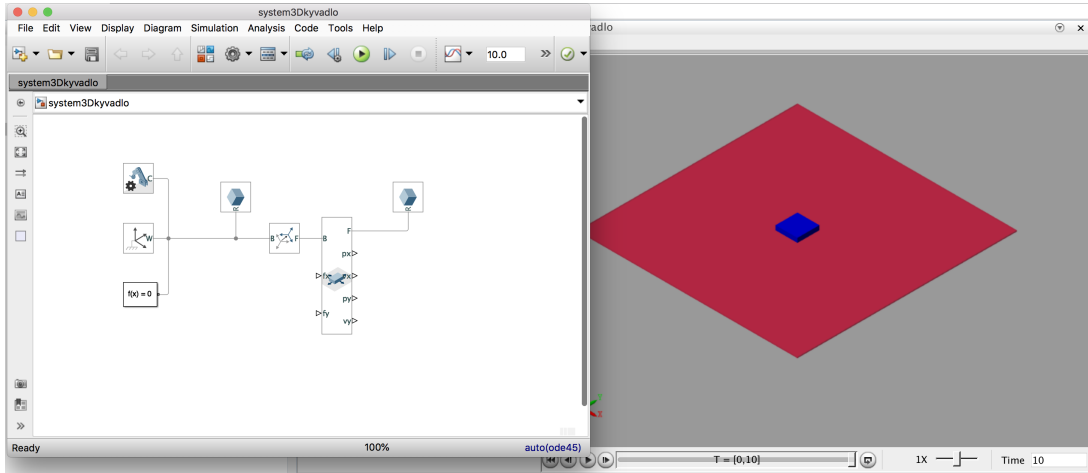 system3Dkyvadlo
adlo
File Edit View Display Diagram Simulation Analysis Code Tools Help
10.0
system3Dkyvadlo
system3Dkyvadlo
C
R
R
W
B F
B
F
px
fx
vx
py
fy
vy
f(x) = 0
Ready 100% auto(ode45)
T = [0,10] 1X Time 10